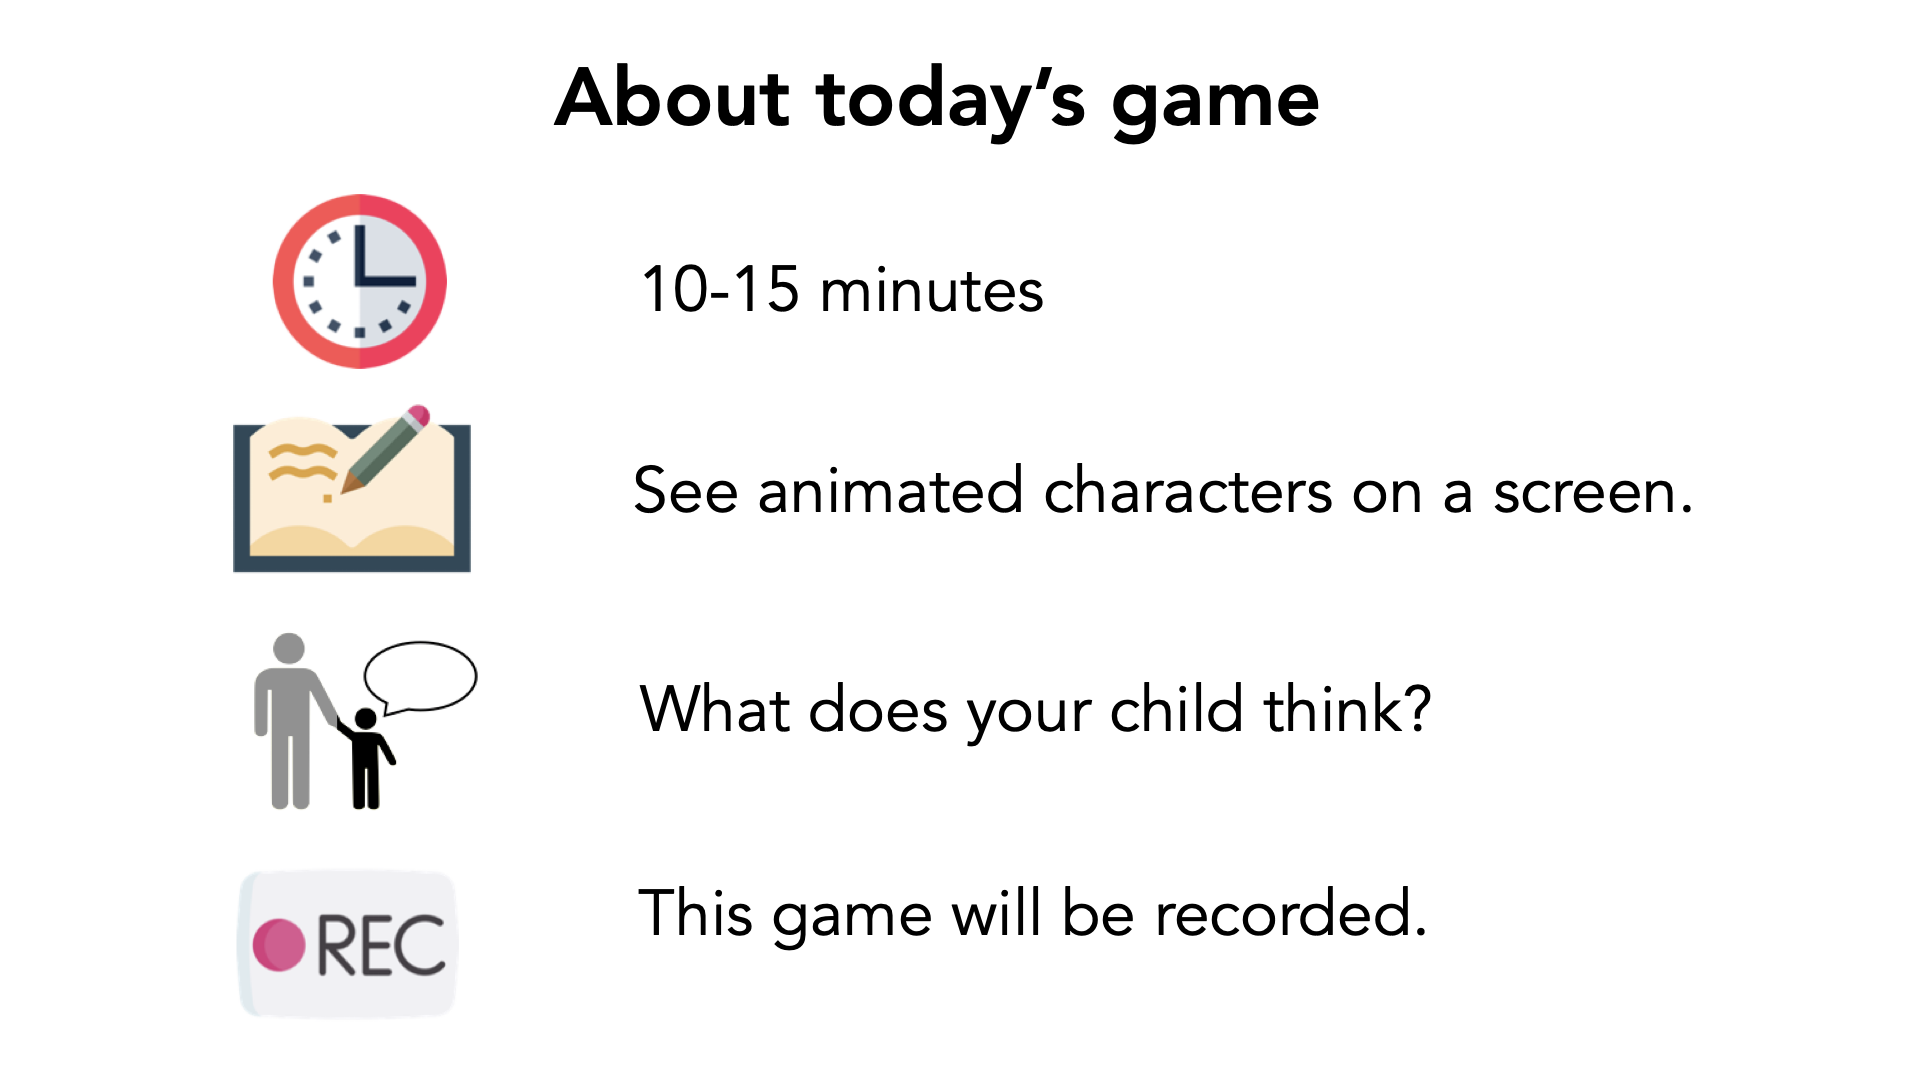 About today’s game
10-15 minutes
See animated characters on a screen.
What does your child think?
REC
This game will be recorded.